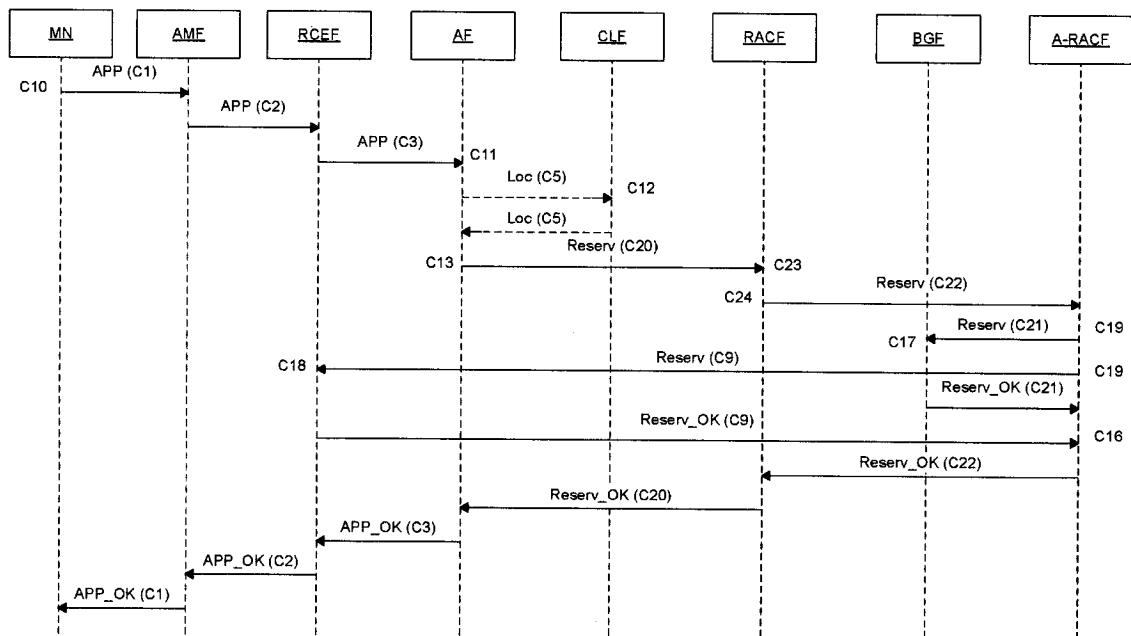 MN AMF RCEF AF CLF RACF BGF A-RACF
APP (C1)
C10
APP (C2)
APP (C3)
C11
Loc (C5)
C12
Loc (C5)
Reserv (C20)
C13 C23
Reserv (C22)
C24
Reserv (C21) C19
C17
Reserv (C9)
C18 C19
Reserv_OK (C21)
Reserv_OK (C9)
C16
Reserv_OK (C22)
Reserv_OK (C20)
APP_OK (C3)
APP_OK (C2)
APP_OK (C1)